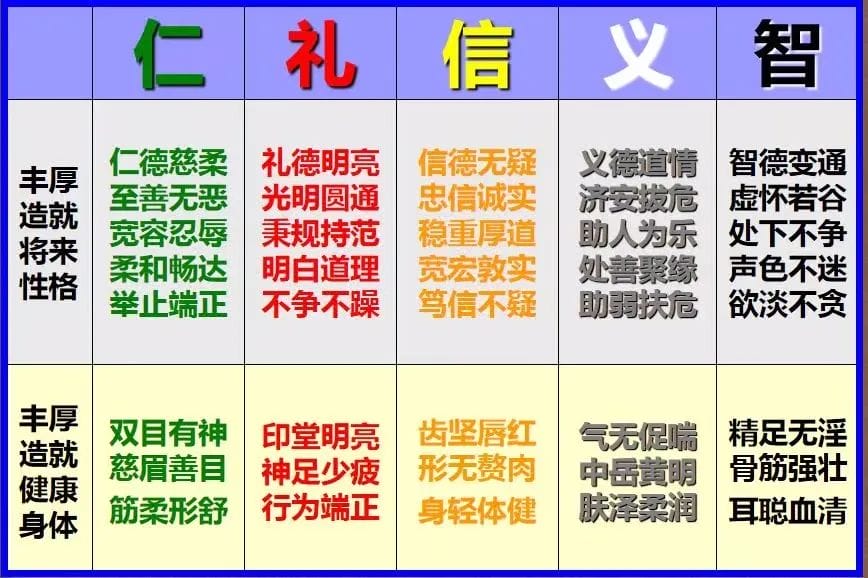 仁 礼 信 义 智
丰厚
造就
将来
性格
仁德慈柔
至善无恶
宽容忍辱
柔和畅达
举止端正
礼德明亮
光明圆通
秉规持范
明白道理
不争不躁
信德无疑
忠信诚实
稳重厚道
宽宏敦实
笃信不疑
义德道情
济安拔危
助人为乐
处善聚缘
助弱扶危
智德变通
虚怀若谷
处下不争
声色不迷
欲淡不贪
丰厚
造就
健康
身体
双目有神
慈眉善目
筋柔形舒
印堂明亮
神足少疲
行为端正
齿坚唇红
形无赘肉
身轻体健
气无促喘
中岳黄明
肤泽柔润
精足无淫
骨筋强壮
耳聪血清